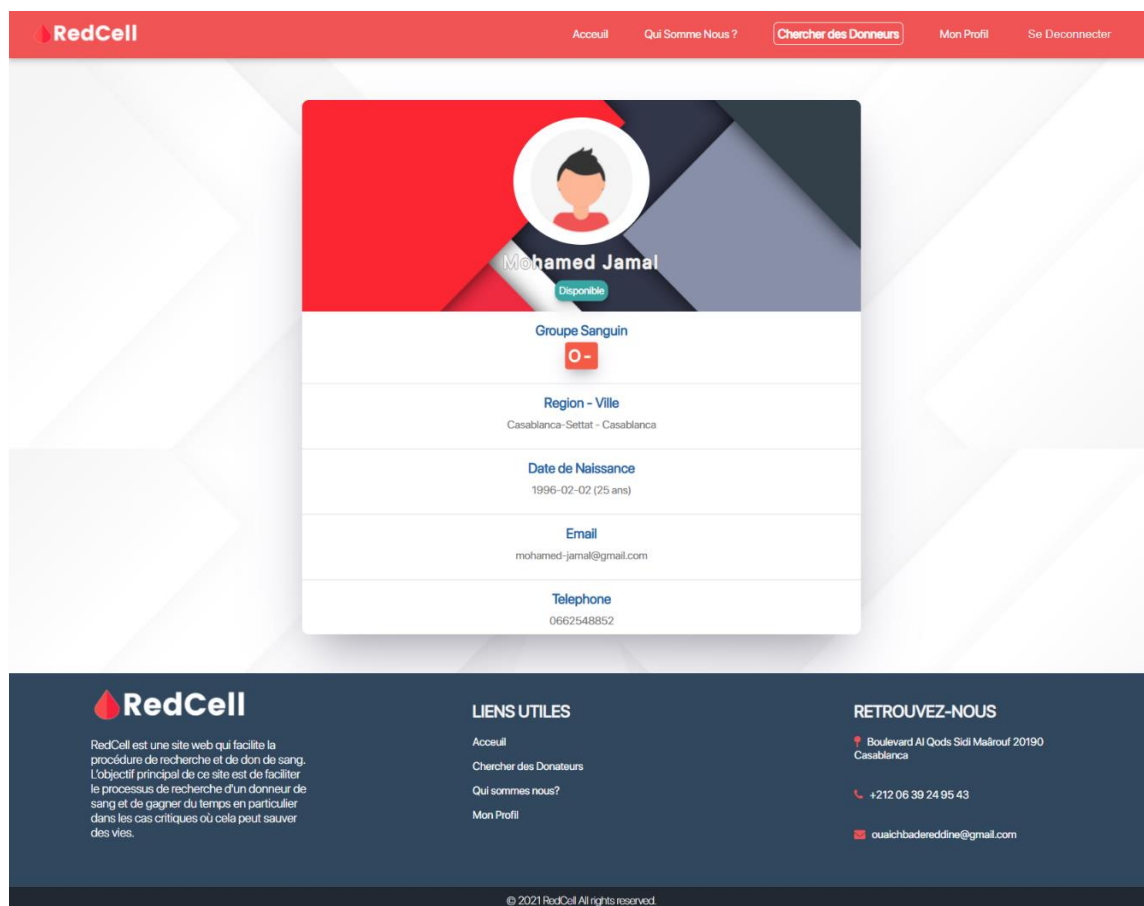 RedCell
Acceuil
Qui Somme Nous ?
Chercher des Donneurs
Mon Profil
Se Deconnecter
Mohamed Jamal
Disponible
Groupe Sanguin
O-
Region - Ville
Casablanca-Settat - Casablanca
Date de Naissance
1996-02-02 (25 ans)
Email
mohamed-jamal@gmail.com
Telephone
0662548852
RedCell
RedCell est une site web qui facilite la
procédure de recherche et de don de sang.
L'objectif principal de ce site est de faciliter
le processus de recherche d'un donneur de
sang et de gagner du temps en particulier
dans les cas critiques où cela peut sauver
des vies.
LIENS UTILES
Acceuil
Chercher des Donateurs
Qui sommes nous?
Mon Profil
RETROUVEZ-NOUS
Boulevard Al Qods Sidi Maârouf 20190
Casablanca
+212 06 39 24 95 43
ouaichbadereddine@gmail.com
© 2021 RedCell All rights reserved.